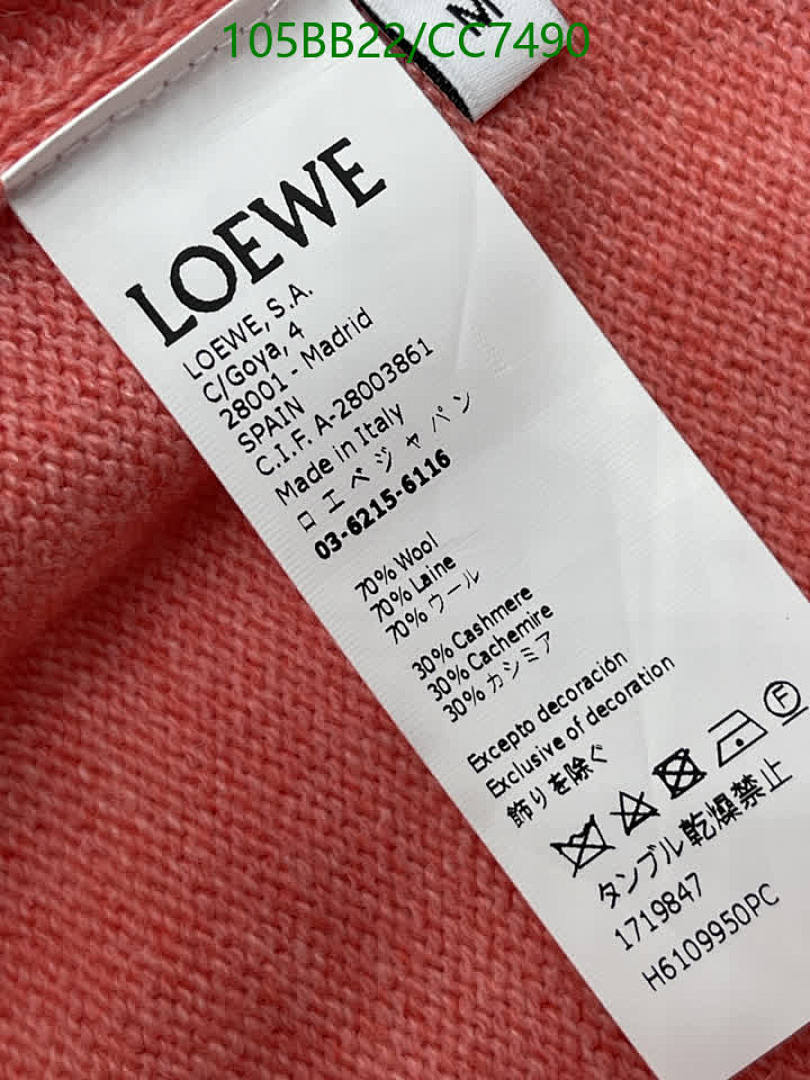 105BB22/CC7490
M
LOEWE
LOEWE, S.A.
C/Goya, 4
28001 - Madrid
SPAIN
C.I.F. A-28003861
Made in Italy
ロエベジャパン
03-6215-6116
70% Wool
70% Laine
70% ウール
30% Cashmere
30% Cachemire
30% カシミア
Excepto decoración
Exclusive of decoration
飾りを除ぐ
F
タンブル乾燥禁止
1719847
H6109950PC